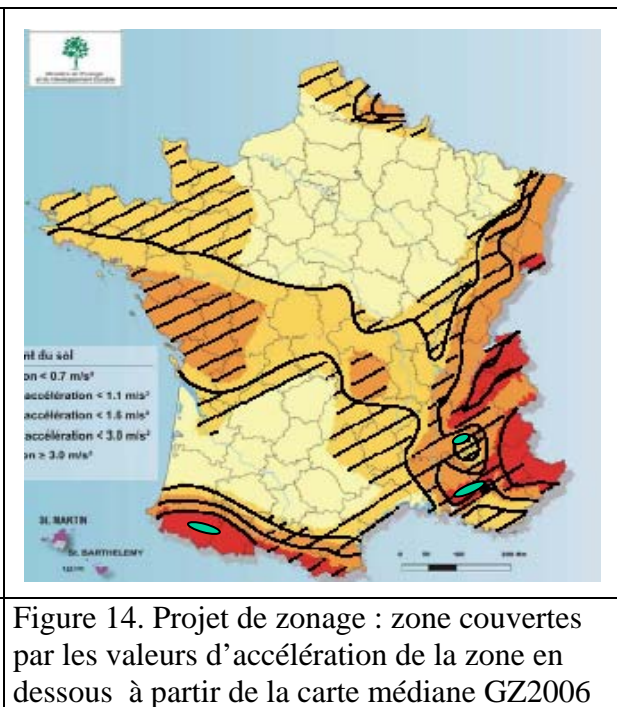 nt du sol
on < 0.7 m/s²
accélération < 1.1 m/s²
accélération < 1.6 m/s²
accélération < 3.0 m/s²
on ≥ 3.0 m/s²
St. MARTIN
St. BARTHELEMY
Figure 14. Projet de zonage : zone couvertes
par les valeurs d’accélération de la zone en
dessous à partir de la carte médiane GZ2006